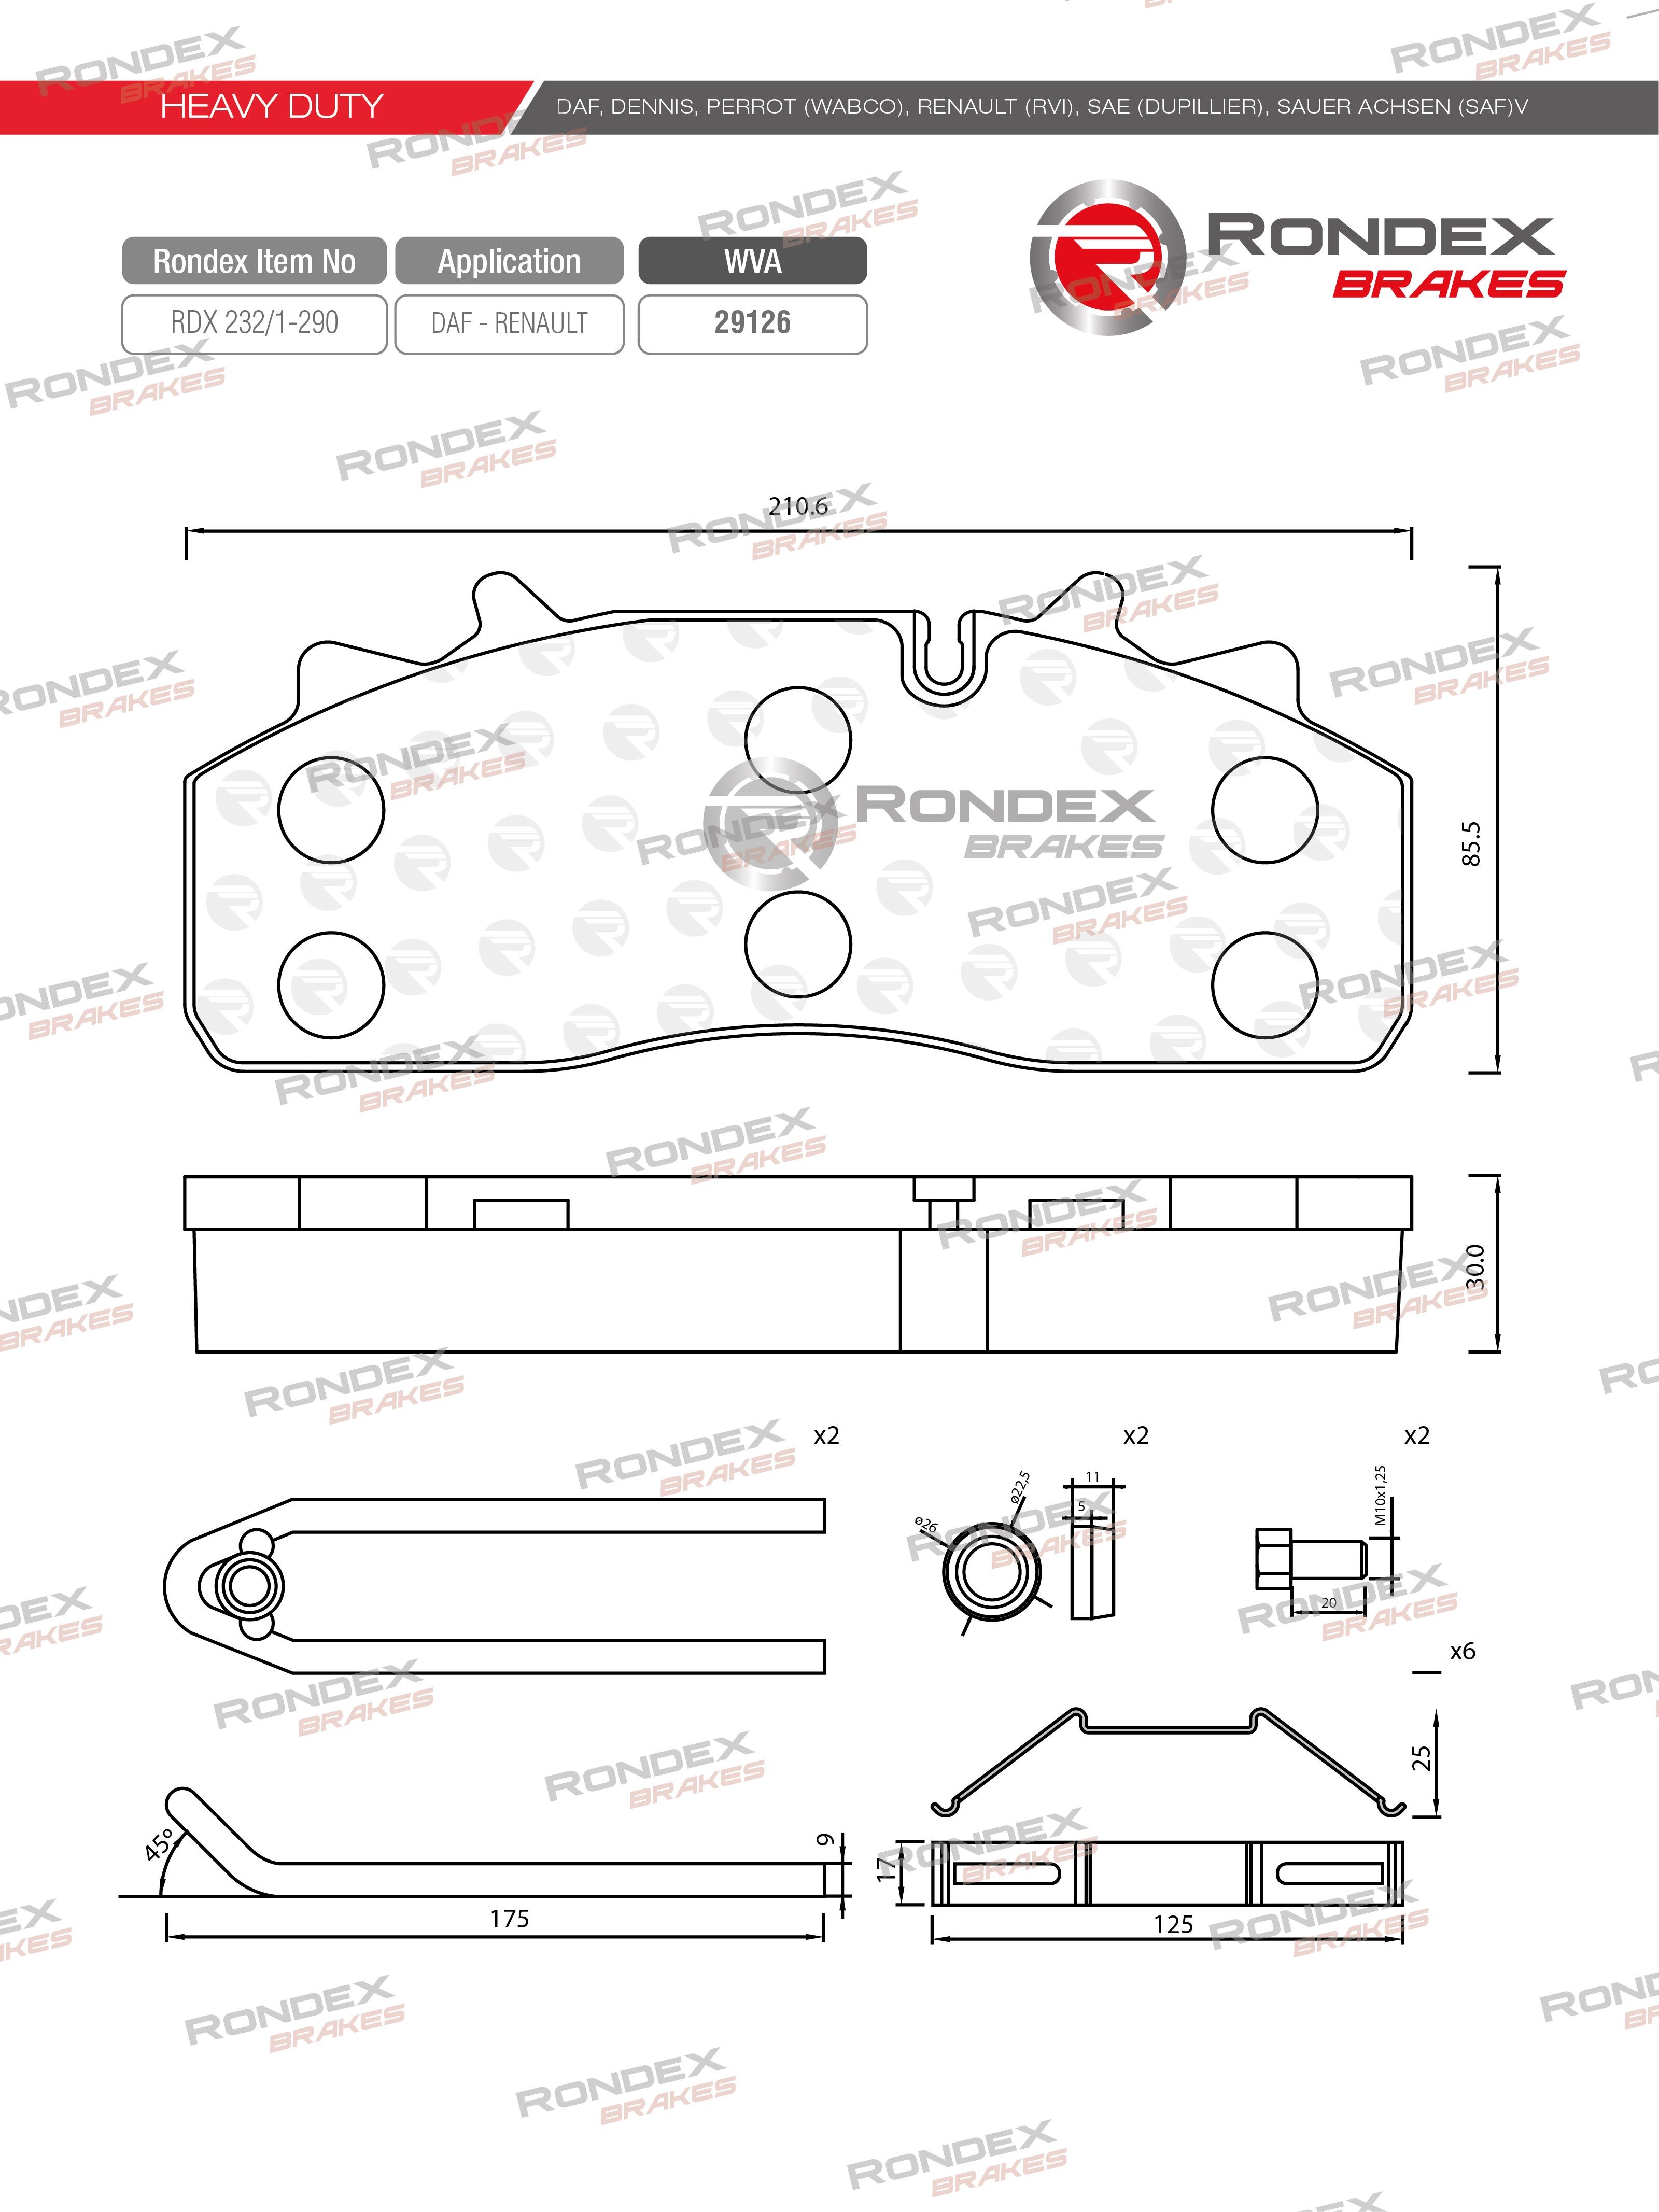 HEAVY DUTY
DAF, DENNIS, PERROT (WABCO), RENAULT (RVI), SAE (DUPILLIER), SAUER ACHSEN (SAF)V
Rondex Item No Application WVA
RDX 232/1-290 DAF - RENAULT 29126
RONDEX
BRAKES
210.6
85.5
RONDEX
BRAKES
30.0
x2 x2 x2
ø26
ø22,5
11
5
M10x1,25
20
x6
25
45º
9
175
17
125